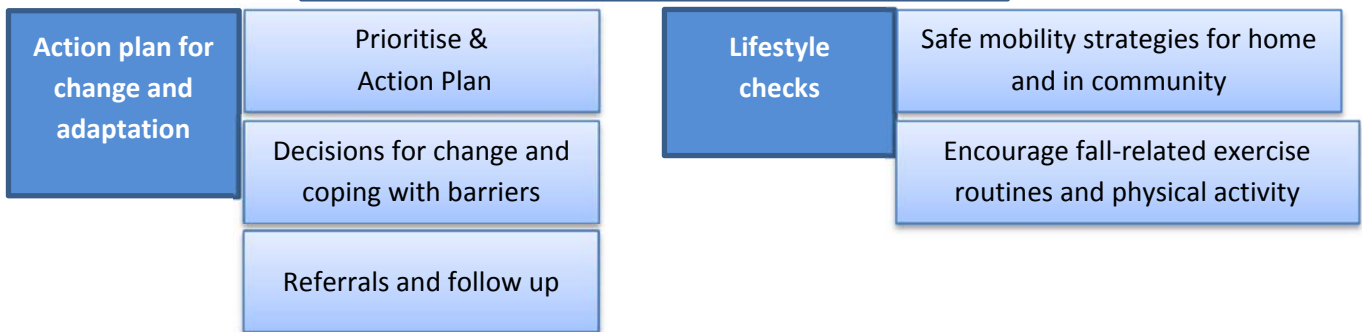 Action plan for
change and
adaptation
Prioritise &
Action Plan
Decisions for change and
coping with barriers
Referrals and follow up
Lifestyle
checks
Safe mobility strategies for home
and in community
Encourage fall-related exercise
routines and physical activity